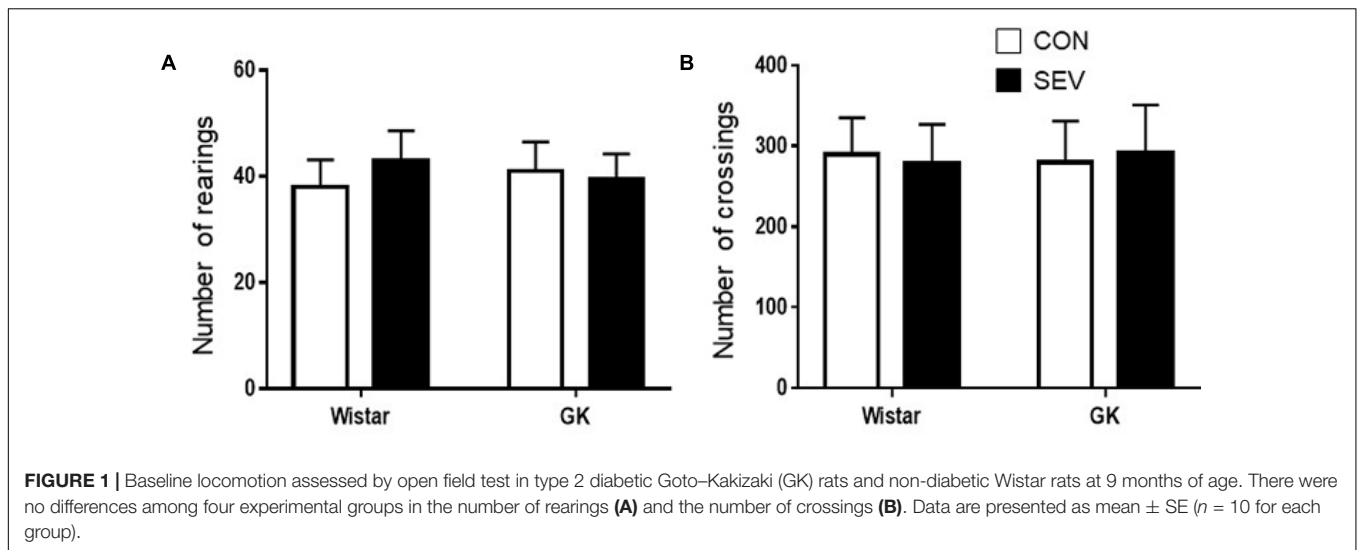 A
60
40
20
0
Number of rearings
Wistar
GK
B
CON
SEV
400
300
200
100
0
Number of crossings
Wistar
GK
FIGURE 1 | Baseline locomotion assessed by open field test in type 2 diabetic Goto–Kakizaki (GK) rats and non-diabetic Wistar rats at 9 months of age. There were
no differences among four experimental groups in the number of rearings (A) and the number of crossings (B). Data are presented as mean ± SE (n = 10 for each
group).